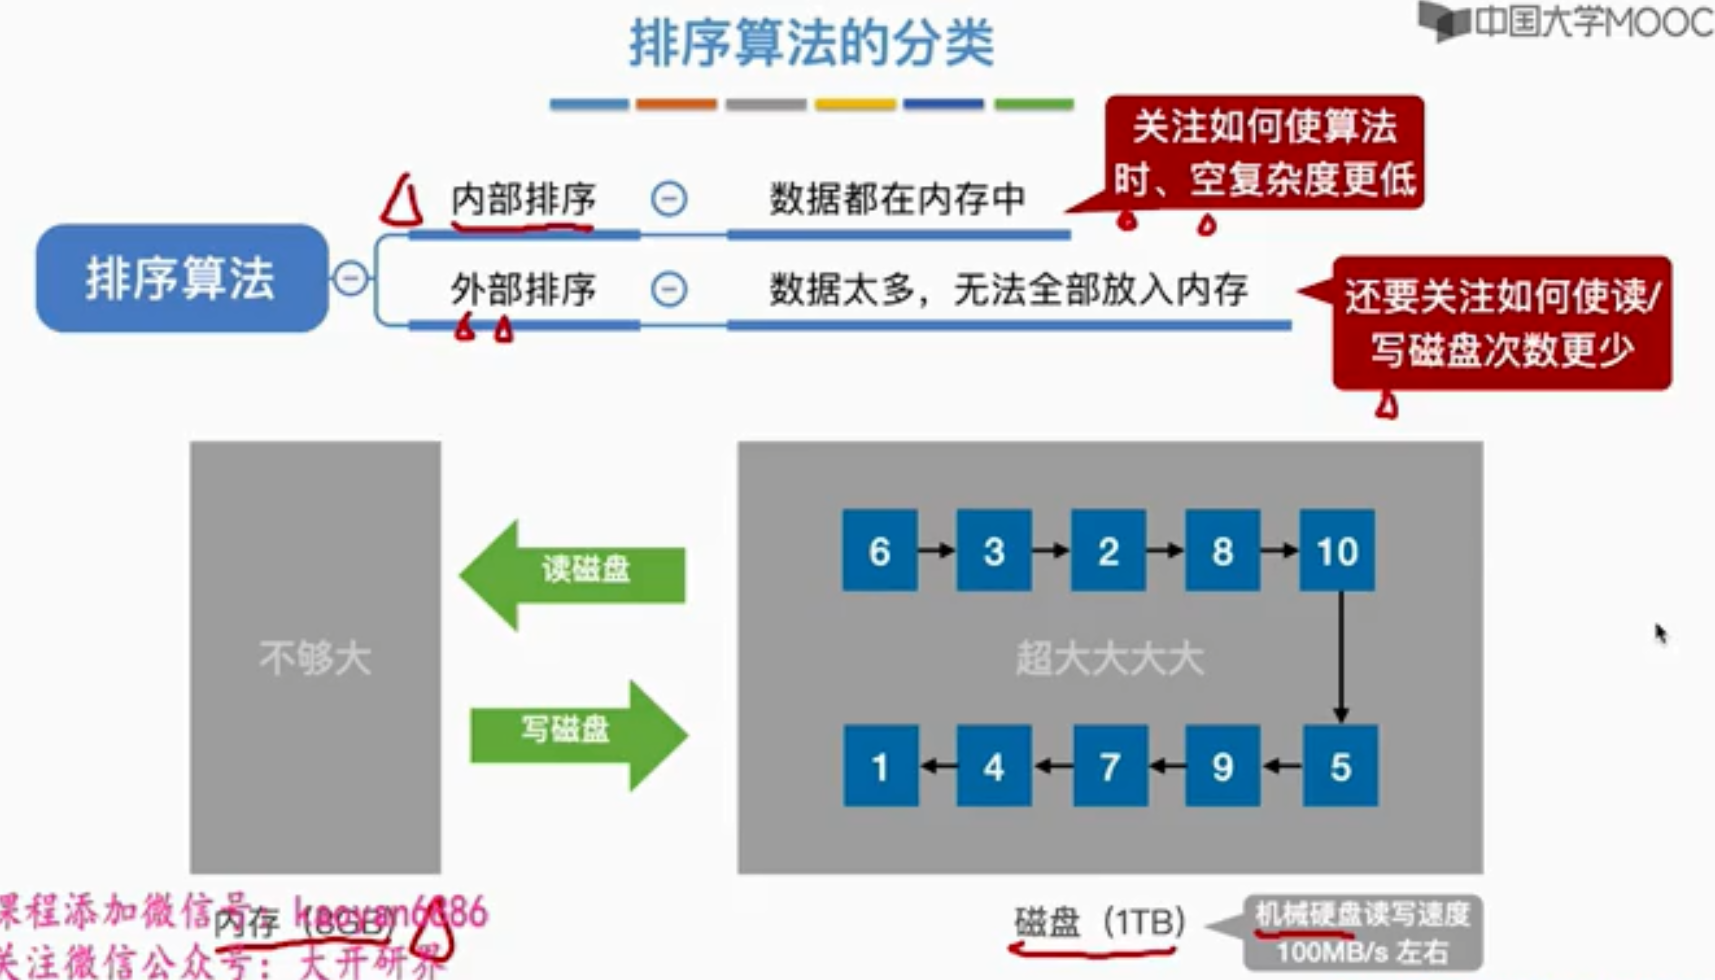 排序算法的分类
中国大学MOOC
关注如何使算法
时、空复杂度更低
内部排序
数据都在内存中
排序算法
外部排序
数据太多，无法全部放入内存
还要关注如何使读/
写磁盘次数更少
读磁盘
写磁盘
不够大
6 3 2 8 10
超大大大大
1 4 7 9 5
内存（8GB）
磁盘（1TB）
机械硬盘读写速度
100MB/s 左右
课程添加微信号：kaoyan6886
关注微信公众号：大开研界